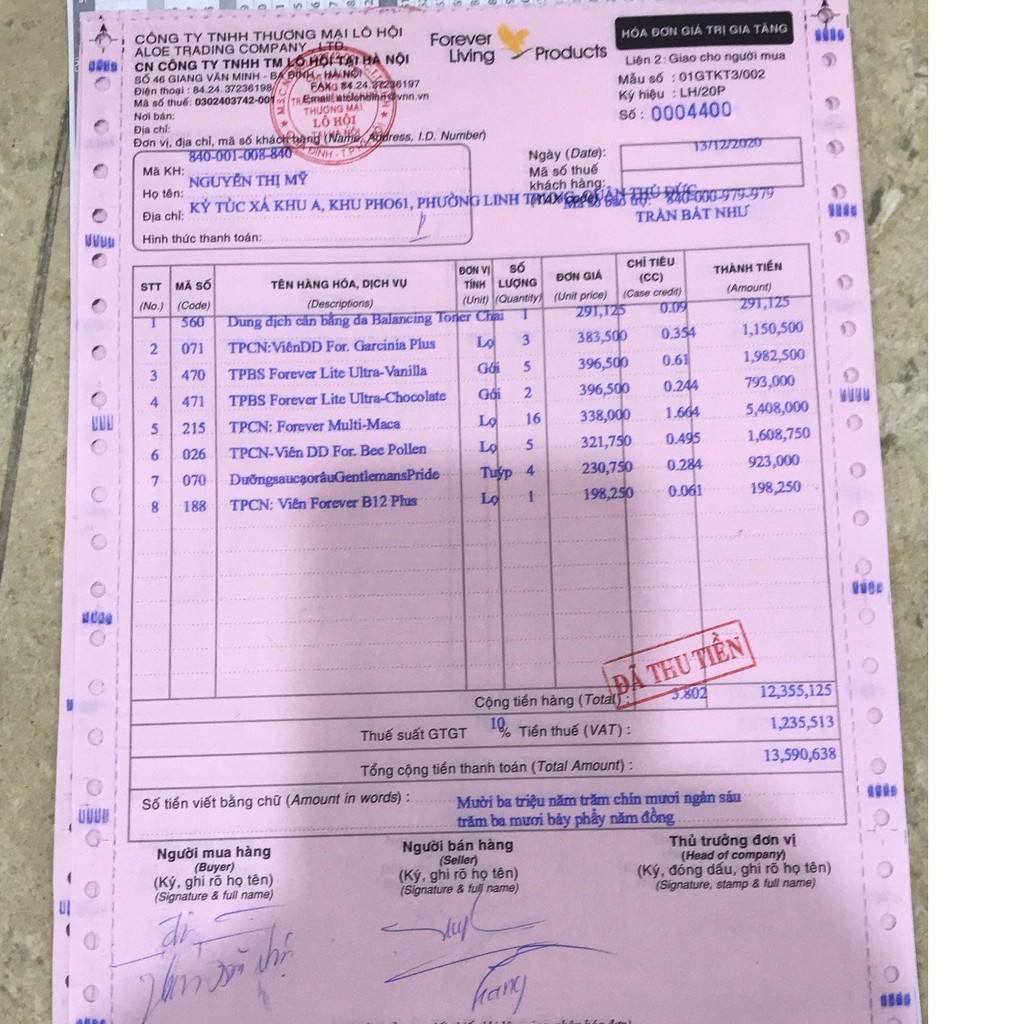 CÔNG TY TNHH THƯƠNG MẠI LÔ HỘI
ALOE TRADING COMPANY., LTD.
CN CÔNG TY TNHH TM LÔ HỘI TẠI HÀ NỘI
SỐ 46 GIANG VĂN MINH - BA ĐÌNH - HÀ NỘI
Điện thoại : 84.24.37236198 FAX: 84.24.37236197
Mã số thuế: 0302403742-001
THƯƠNG MẠI
LÔ HỘI
TẠI HÀ NỘI
Nơi bán:
Địa chỉ:
Đơn vị, địa chỉ, mã số khách hàng (Name, Address, I.D. Number)
Forever Living Products
HÓA ĐƠN GIÁ TRỊ GIA TĂNG
Liên 2 : Giao cho người mua
Mẫu số : 01GTKT3/002
Ký hiệu : LH/20P
Số : 0004400
Mã KH: 840-001-008-840
Họ tên: NGUYỄN THỊ MỸ
Địa chỉ: KÝ TÚC XÁ KHU A, KHU PHO61, PHƯỜNG LINH TRUNG, QUẬN THỦ ĐỨC
Hình thức thanh toán:
Ngày (Date): 13/12/2020
Mã số thuế
khách hàng:
(TAX code) Mã số bảo trợ: 840-000-979-979
TRẦN BẤT NHƯ
STT (No.) MÃ SỐ (Code) TÊN HÀNG HÓA, DỊCH VỤ (Descriptions) ĐƠN VỊ TÍNH (Unit) SỐ LƯỢNG (Quantity) ĐƠN GIÁ (Unit price) CHỈ TIÊU (CC) (Case credit) THÀNH TIỀN (Amount)
1 560 Dung dịch cân bằng da Balancing Toner Chai 1 291,125 0.09 291,125
2 071 TPCN:ViênDD For. Garcinia Plus Lọ 3 383,500 0.354 1,150,500
3 470 TPBS Forever Lite Ultra-Vanilla Gói 5 396,500 0.61 1,982,500
4 471 TPBS Forever Lite Ultra-Chocolate Gói 2 396,500 0.244 793,000
5 215 TPCN: Forever Multi-Maca Lọ 16 338,000 1.664 5,408,000
6 026 TPCN-Viên DD For. Bee Pollen Lọ 5 321,750 0.495 1,608,750
7 070 DưỡngsaucạorâuGentlemansPride Tuýp 4 230,750 0.284 923,000
8 188 TPCN: Viên Forever B12 Plus Lọ 1 198,250 0.061 198,250
ĐÃ THU TIỀN
Cộng tiền hàng (Total) : 3.802 12,355,125
Thuế suất GTGT 10% Tiền thuế (VAT) : 1,235,513
Tổng cộng tiền thanh toán (Total Amount) : 13,590,638
Số tiền viết bằng chữ (Amount in words) : Mười ba triệu năm trăm chín mươi ngàn sáu
trăm ba mươi bảy phẩy năm đồng
Người mua hàng
(Buyer)
(Ký, ghi rõ họ tên)
(Signature & full name)
Người bán hàng
(Seller)
(Ký, ghi rõ họ tên)
(Signature & full name)
Thủ trưởng đơn vị
(Head of company)
(Ký, đóng dấu, ghi rõ họ tên)
(Signature, stamp & full name)